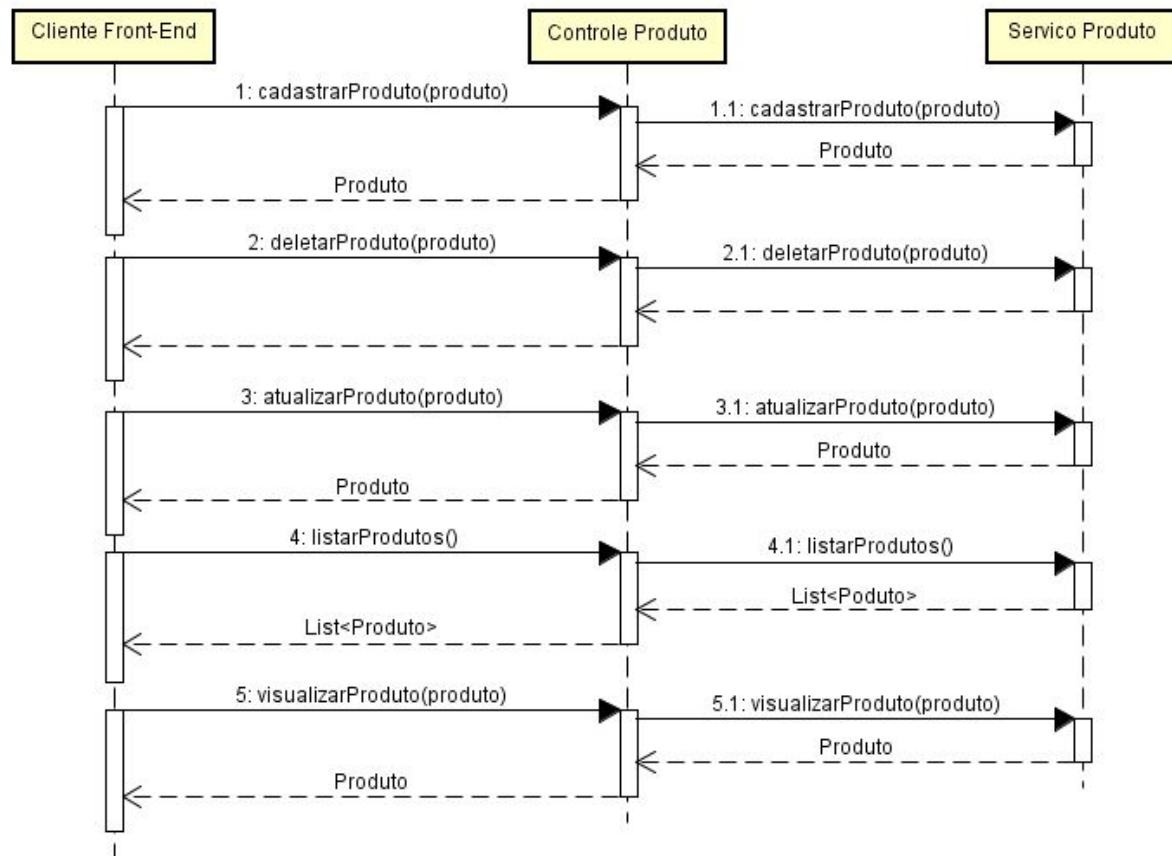 Cliente Front-End
Controle Produto
Servico Produto
1: cadastrarProduto(produto)
1.1: cadastrarProduto(produto)
Produto
Produto
2: deletarProduto(produto)
2.1: deletarProduto(produto)
3: atualizarProduto(produto)
3.1: atualizarProduto(produto)
Produto
Produto
4: listarProdutos()
4.1: listarProdutos()
List<Poduto>
List<Produto>
5: visualizarProduto(produto)
5.1: visualizarProduto(produto)
Produto
Produto